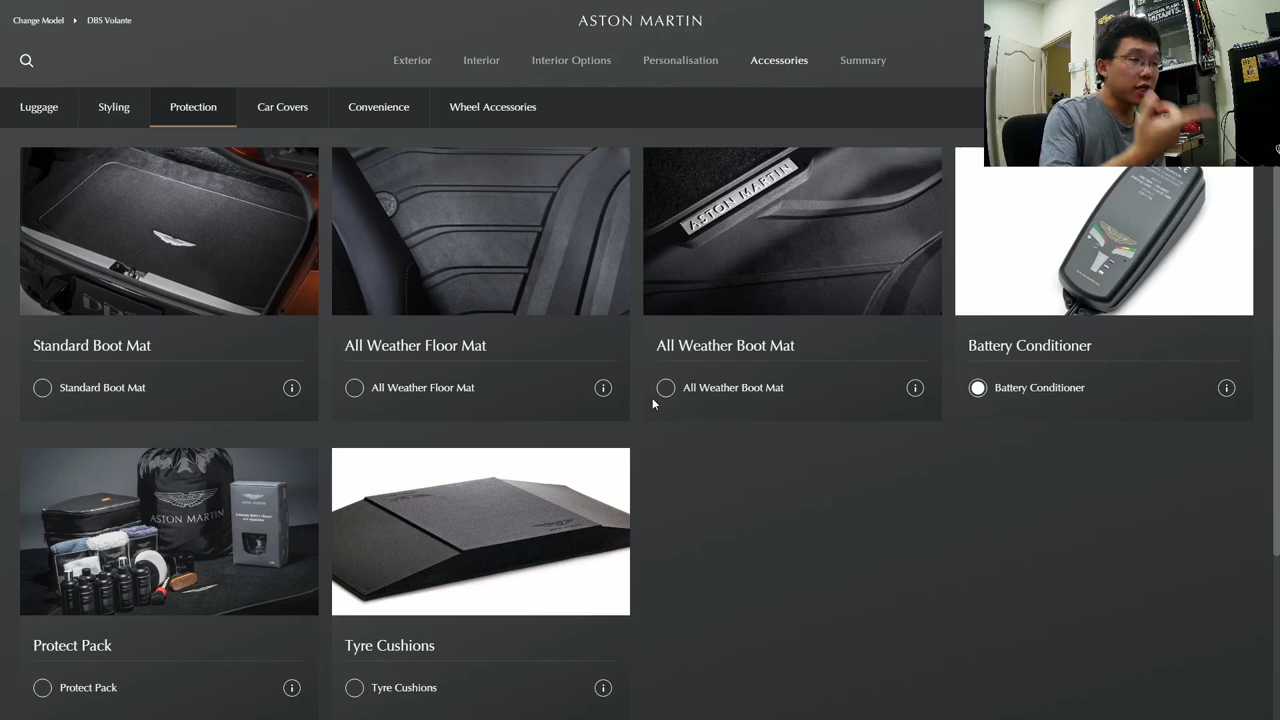 Change Model
DBS Volante
ASTON MARTIN
Exterior
Interior
Interior Options
Personalisation
Accessories
Summary
Luggage
Styling
Protection
Car Covers
Convenience
Wheel Accessories
ASTON MARTIN
Standard Boot Mat
All Weather Floor Mat
All Weather Boot Mat
Battery Conditioner
Standard Boot Mat
All Weather Floor Mat
All Weather Boot Mat
Battery Conditioner
ASTON MARTIN
Protect Pack
Tyre Cushions
Protect Pack
Tyre Cushions